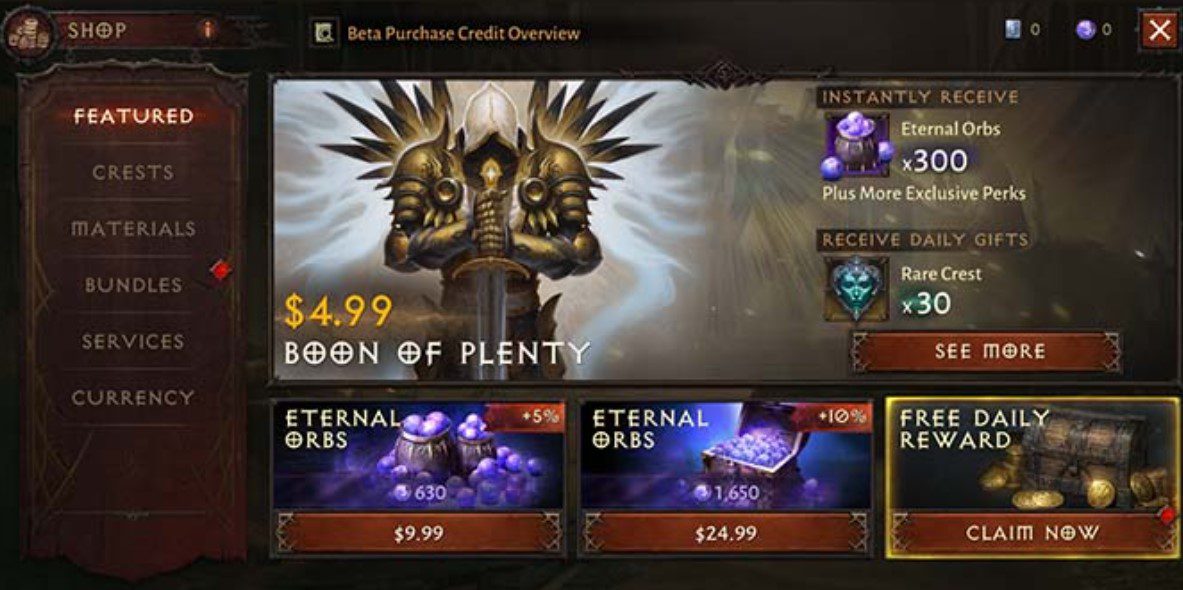 SHOP
i
Beta Purchase Credit Overview
0
0
FEATURED
CRESTS
MATERIALS
BUNDLES
SERVICES
CURRENCY
$4.99
BOON OF PLENTY
INSTANTLY RECEIVE
Eternal Orbs
x300
Plus More Exclusive Perks
RECEIVE DAILY GIFTS
Rare Crest
x30
SEE MORE
ETERNAL
ORBS
+5%
630
$9.99
ETERNAL
ORBS
+10%
1,650
$24.99
FREE DAILY
REWARD
CLAIM NOW